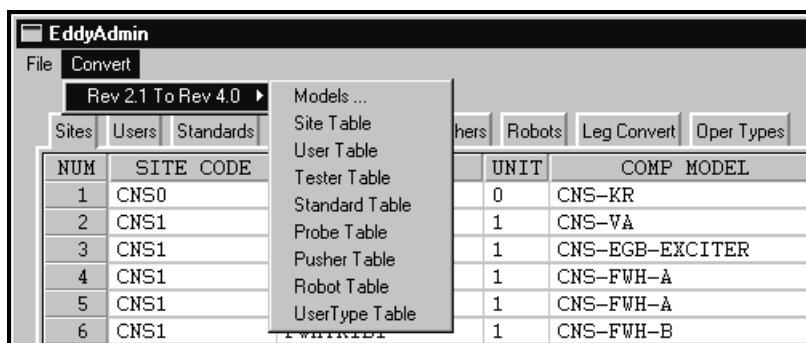 EddyAdmin
File Convert
Rev 2.1 To Rev 4.0
Models ...
Site Table
User Table
Tester Table
Standard Table
Probe Table
Pusher Table
Robot Table
UserType Table
Sites Users Standards Robots Leg Convert Oper Types
NUM SITE CODE UNIT COMP MODEL
1 CNS0 0 CNS-KR
2 CNS1 1 CNS-VA
3 CNS1 1 CNS-EGB-EXCITER
4 CNS1 1 CNS-FWH-A
5 CNS1 1 CNS-FWH-A
6 CNS1 1 CNS-FWH-B